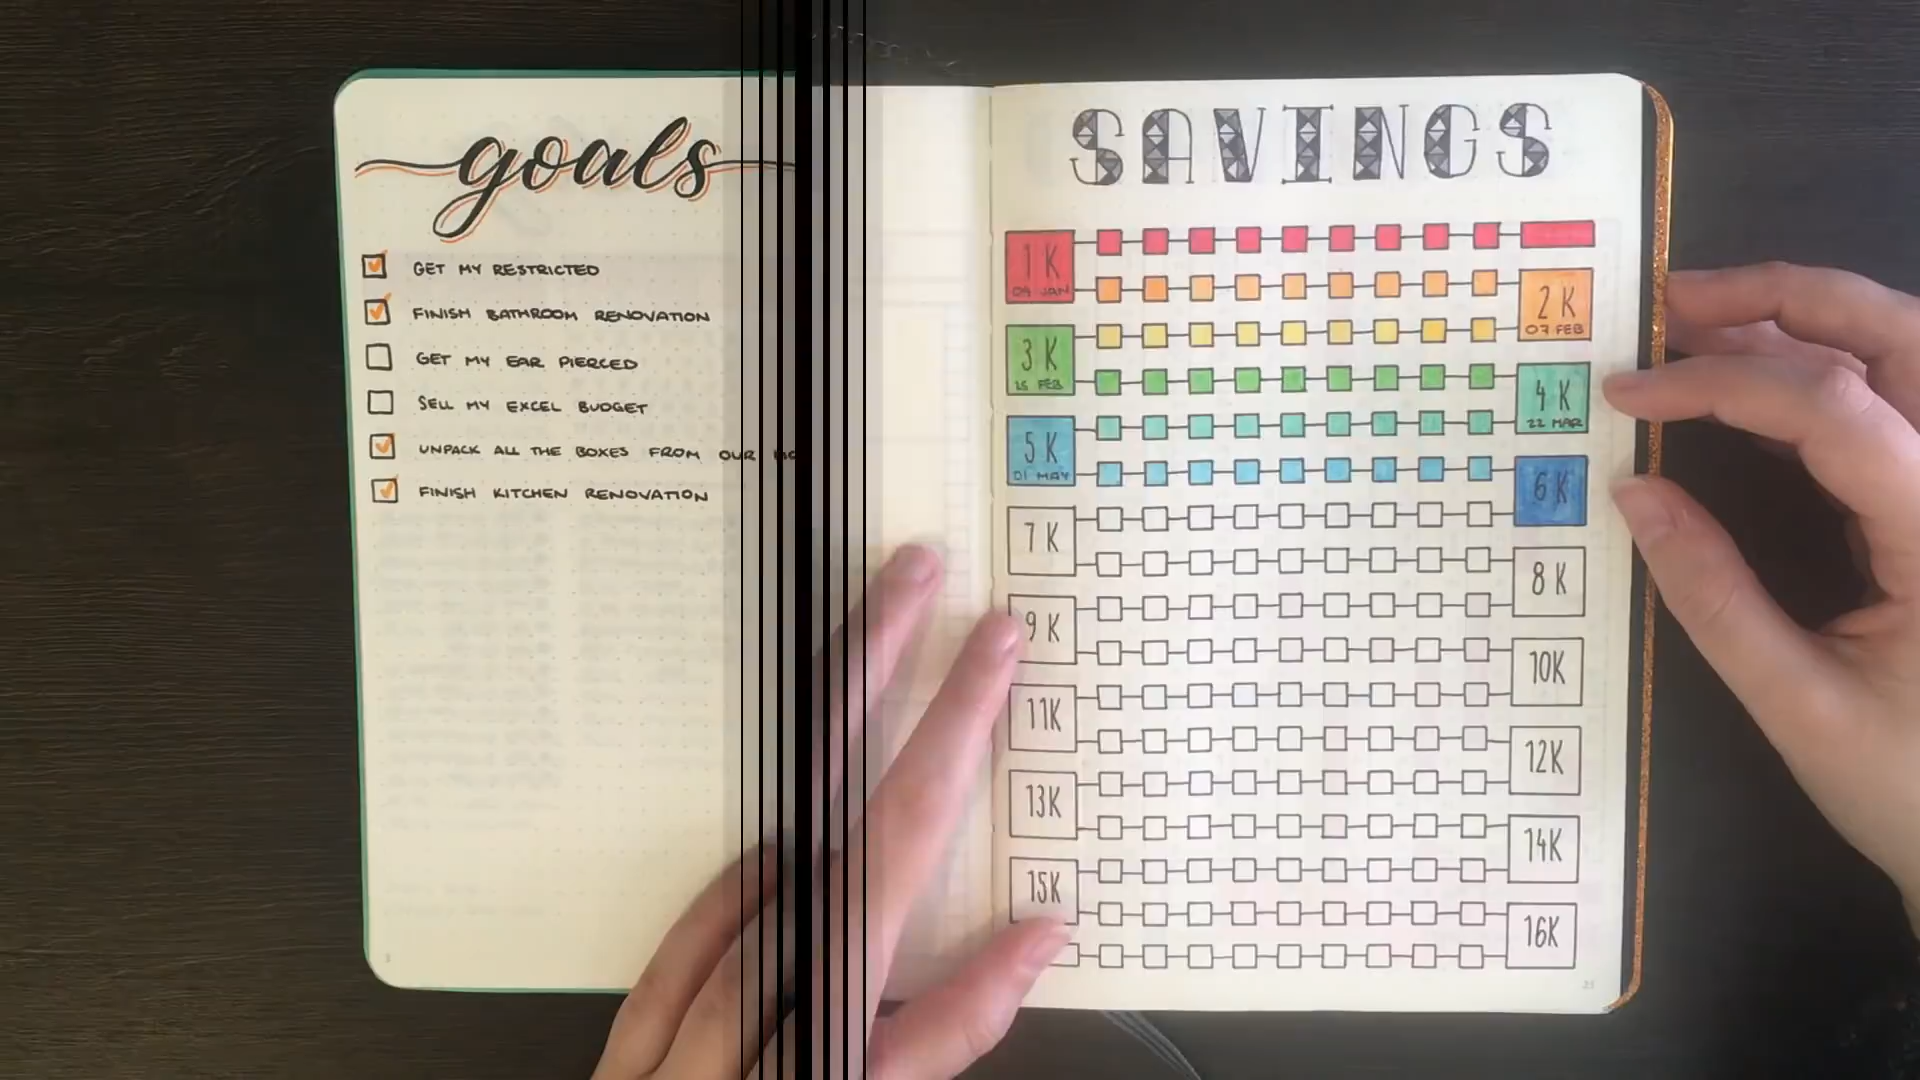 goals
GET MY RESTRICTED
FINISH BATHROOM RENOVATION
GET MY EAR PIERCED
SELL MY EXCEL BUDGET
UNPACK ALL THE BOXES FROM OUR
FINISH KITCHEN RENOVATION
SAVINGS
1K
09 JAN
2K
07 FEB
3K
15 FEB
4K
22 MAR
5K
01 MAY
6K
7K
8K
9K
10K
11K
12K
13K
14K
15K
16K